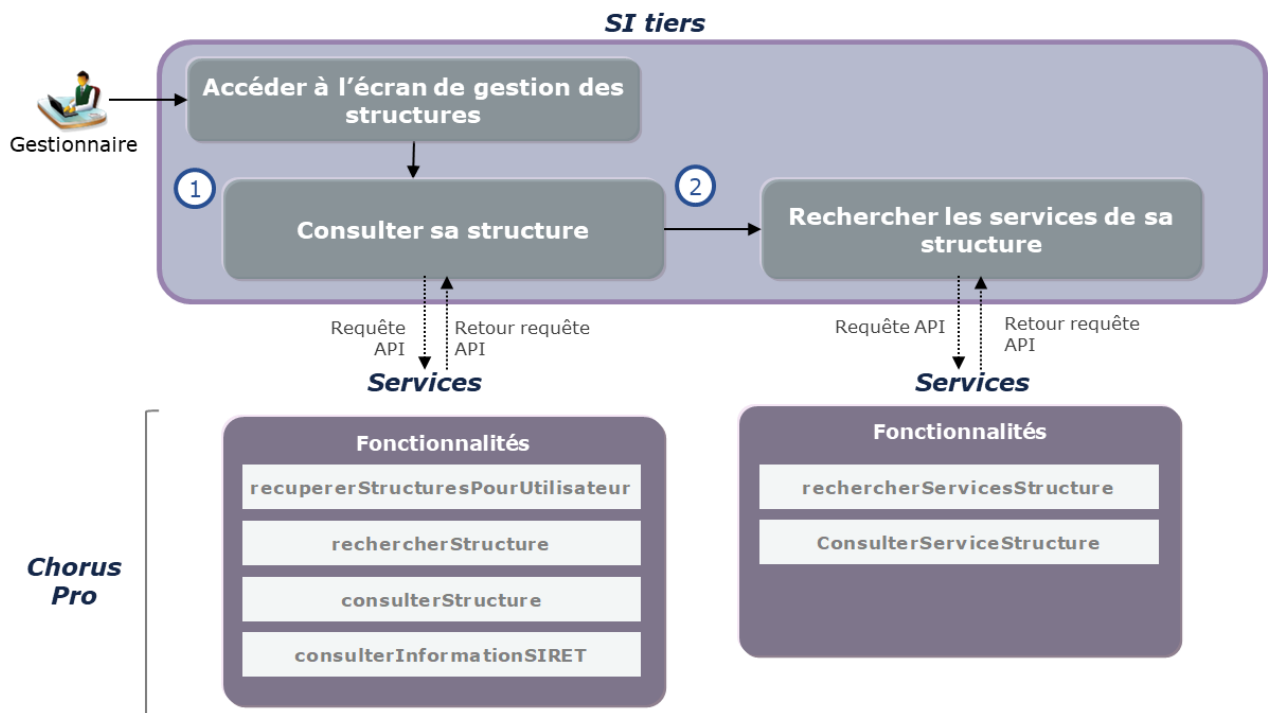 SI tiers
Accéder à l'écran de gestion des
structures
Gestionnaire
1
2
Consulter sa structure
Rechercher les services de sa
structure
Requête
API
Retour requête
API
Requête API
Retour requête
API
Services
Services
Fonctionnalités
recupererStructuresPourUtilisateur
rechercherStructure
consulterStructure
consulterInformationSIRET
Fonctionnalités
rechercherServicesStructure
ConsulterServiceStructure
Chorus
Pro